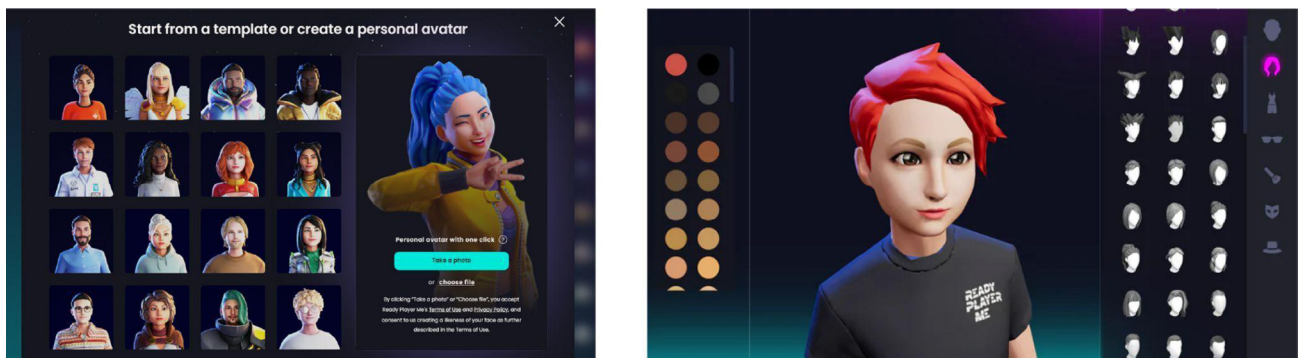 Start from a template or create a personal avatar
Personal avatar with one click ?
Take a photo
or choose file
By clicking "Take a photo" or "Choose file", you accept
Ready Player Me's Terms of Use and Privacy Policy, and
consent to us creating a likeness of your face as further
described in the Terms of Use.
READY
PLAYER
ME